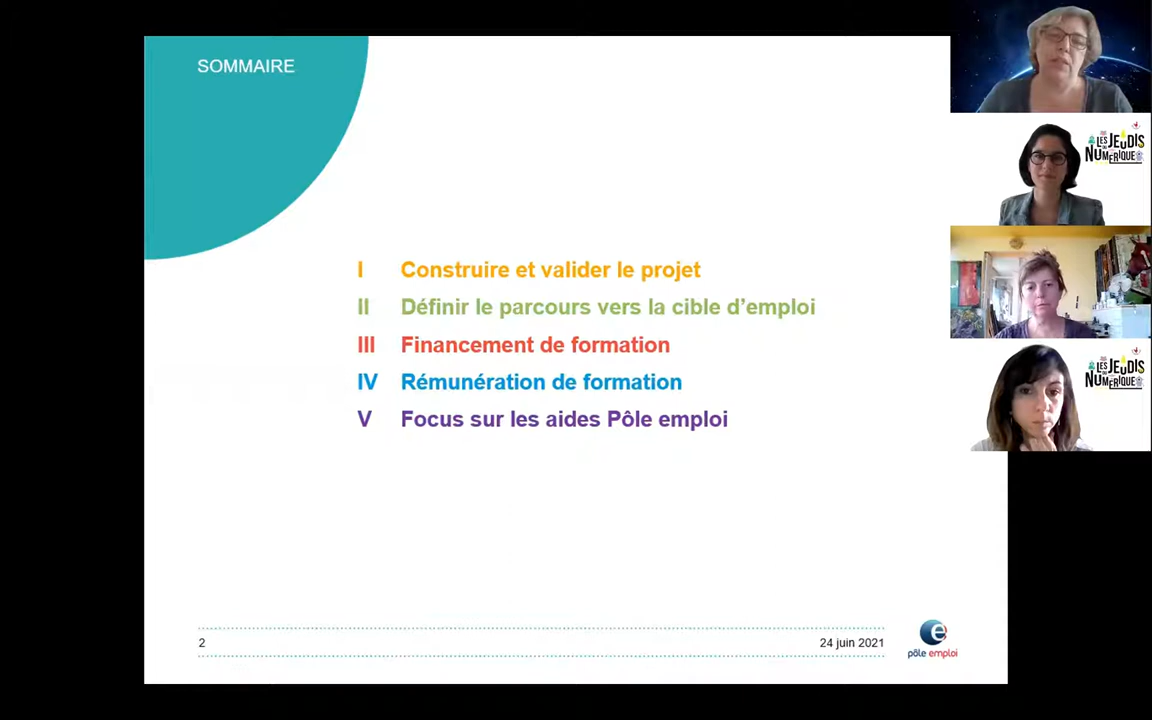 SOMMAIRE
I Construire et valider le projet
II Définir le parcours vers la cible d'emploi
III Financement de formation
IV Rémunération de formation
V Focus sur les aides Pôle emploi
2
24 juin 2021
pôle emploi
LES JEUDIS
NUMÉRIQUE
LES JEUDIS
NUMÉRIQUE